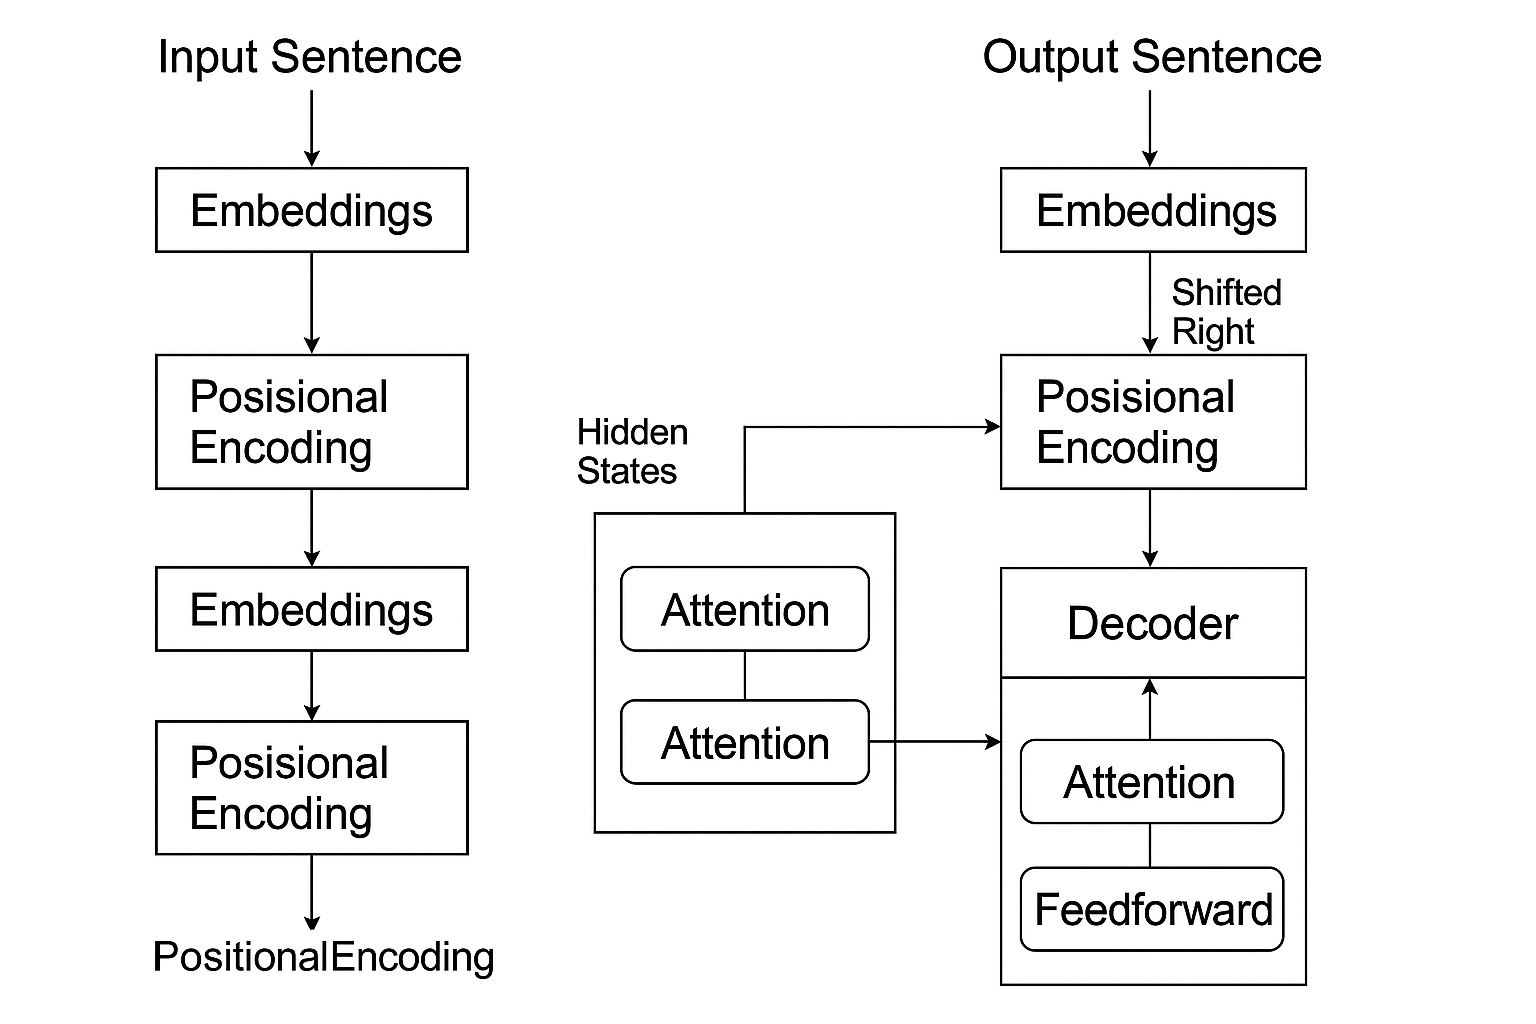 Input Sentence
Embeddings
Posisional
Encoding
Embeddings
Posisional
Encoding
PositionalEncoding
Hidden
States
Attention
Attention
Output Sentence
Embeddings
Shifted
Right
Posisional
Encoding
Decoder
Attention
Feedforward